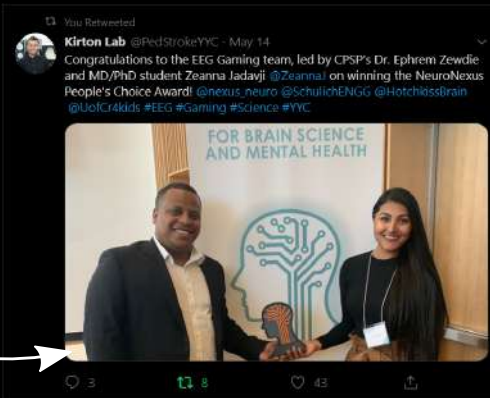 You Retweeted
Kirton Lab @PedStrokeYYC · May 14
Congratulations to the EEG Gaming team, led by CPSP's Dr. Ephrem Zewdie
and MD/PhD student Zeanna Jadavji @ZeannaJ on winning the NeuroNexus
People's Choice Award! @nexus_neuro @SchulichENGG @HotchkissBrain
@UofCr4kids #EEG #Gaming #Science #YYC
FOR BRAIN SCIENCE
AND MENTAL HEALTH
3 8 43